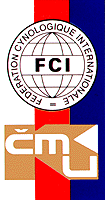 FEDERATION CYNOLOGIQUE INTERNATIONALE
FCI
čmku